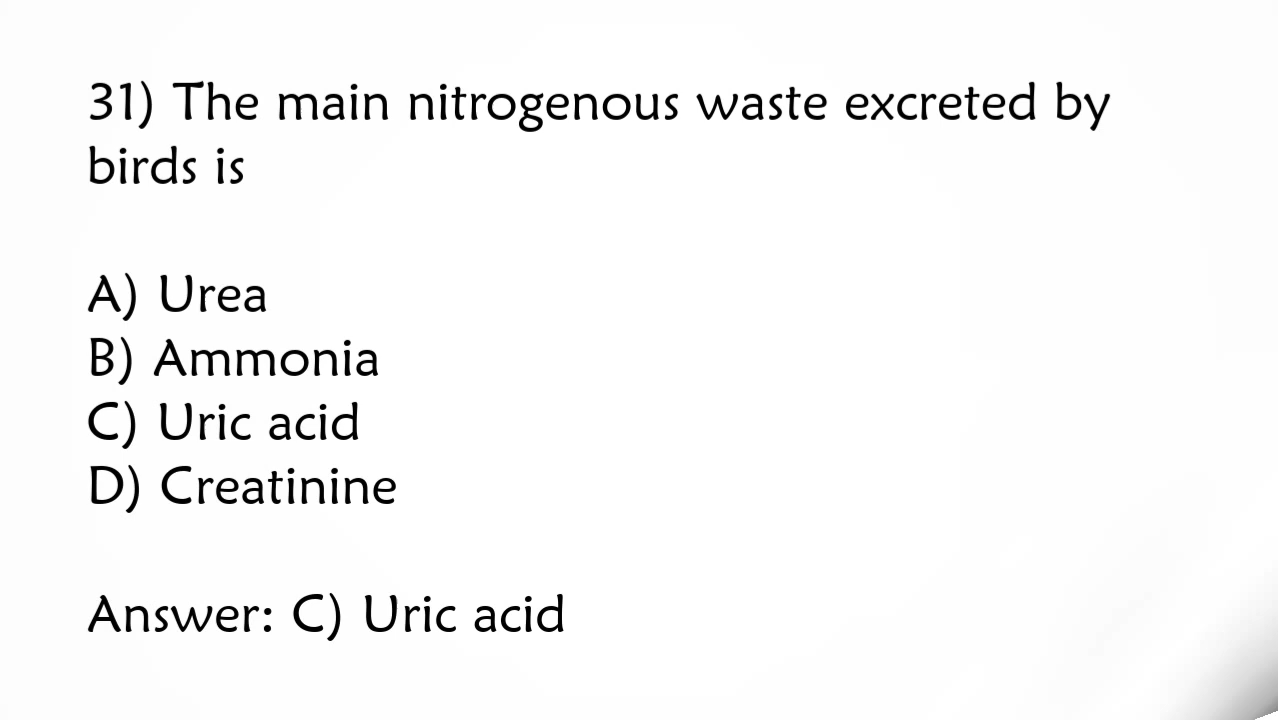 31) The main nitrogenous waste excreted by
birds is
A) Urea
B) Ammonia
C) Uric acid
D) Creatinine
Answer: C) Uric acid